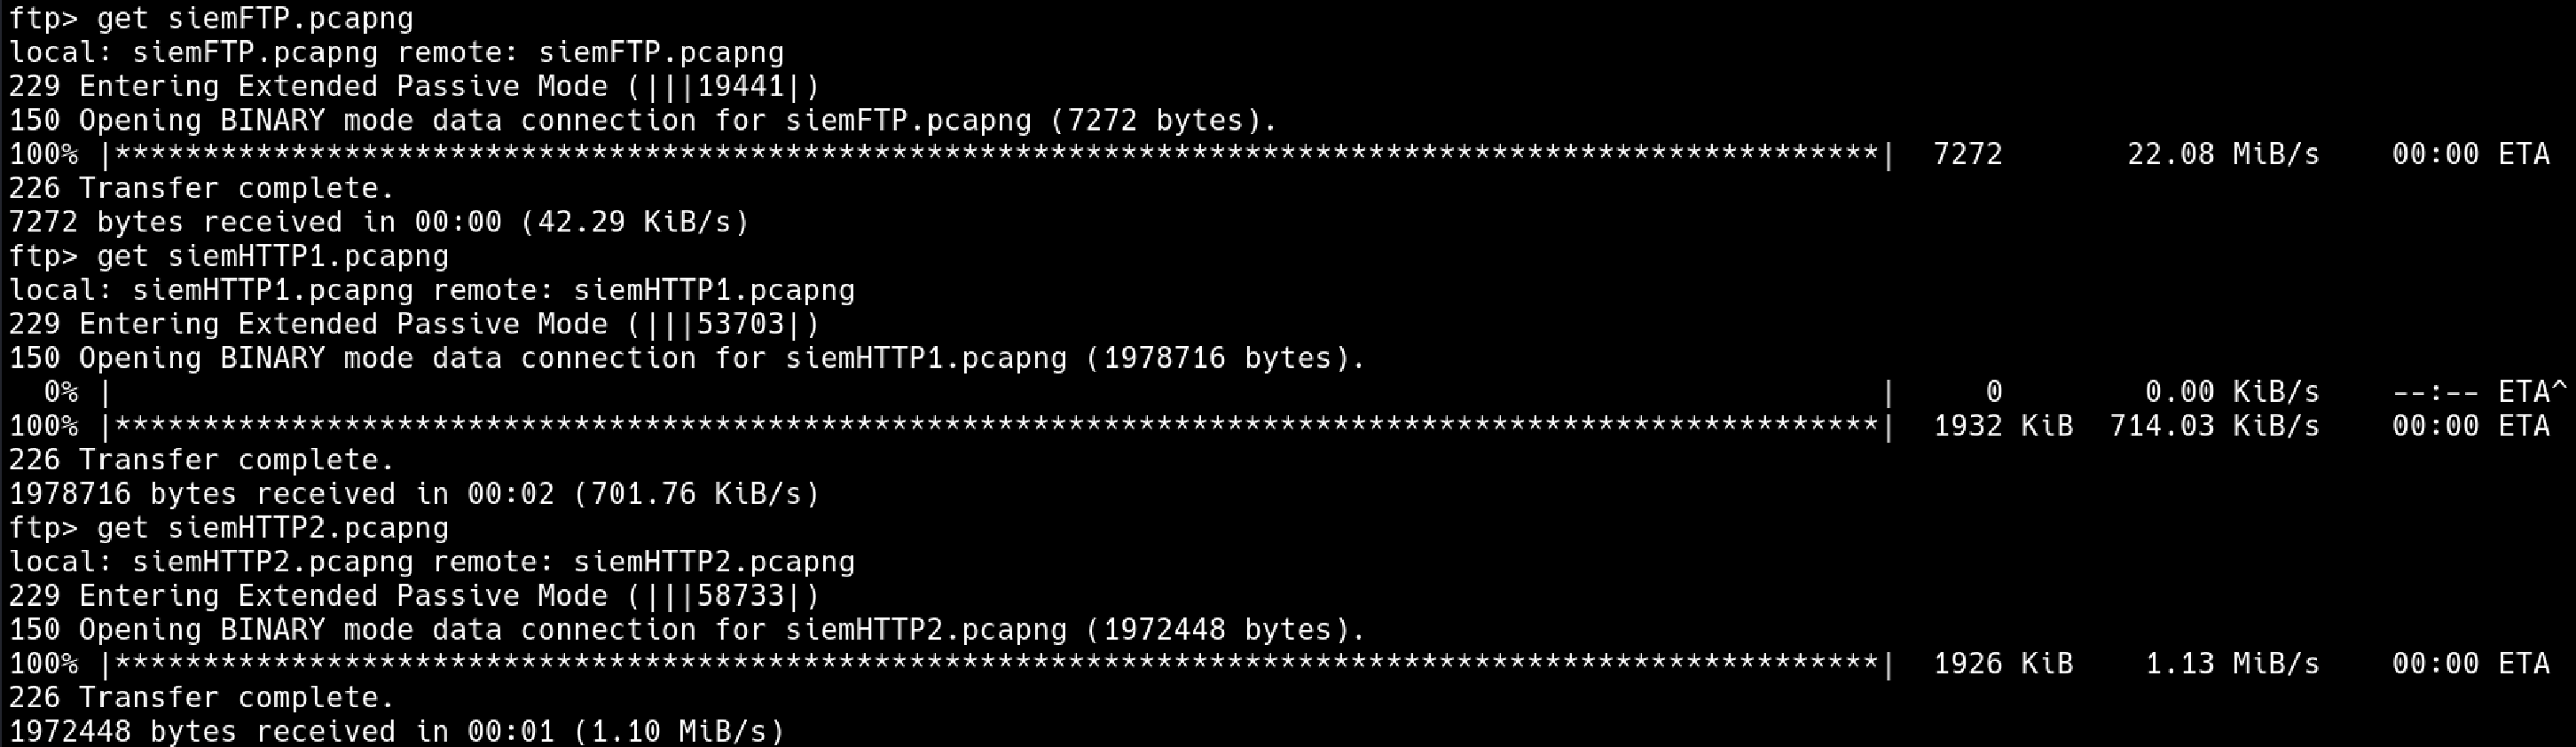 ftp> get siemFTP.pcapng
local: siemFTP.pcapng remote: siemFTP.pcapng
229 Entering Extended Passive Mode (|||19441|)
150 Opening BINARY mode data connection for siemFTP.pcapng (7272 bytes).
100% |****************************************************************************************************| 7272 22.08 MiB/s 00:00 ETA
226 Transfer complete.
7272 bytes received in 00:00 (42.29 KiB/s)
ftp> get siemHTTP1.pcapng
local: siemHTTP1.pcapng remote: siemHTTP1.pcapng
229 Entering Extended Passive Mode (|||53703|)
150 Opening BINARY mode data connection for siemHTTP1.pcapng (1978716 bytes).
0% | | 0 0.00 KiB/s --:-- ETA^
100% |****************************************************************************************************| 1932 KiB 714.03 KiB/s 00:00 ETA
226 Transfer complete.
1978716 bytes received in 00:02 (701.76 KiB/s)
ftp> get siemHTTP2.pcapng
local: siemHTTP2.pcapng remote: siemHTTP2.pcapng
229 Entering Extended Passive Mode (|||58733|)
150 Opening BINARY mode data connection for siemHTTP2.pcapng (1972448 bytes).
100% |****************************************************************************************************| 1926 KiB 1.13 MiB/s 00:00 ETA
226 Transfer complete.
1972448 bytes received in 00:01 (1.10 MiB/s)